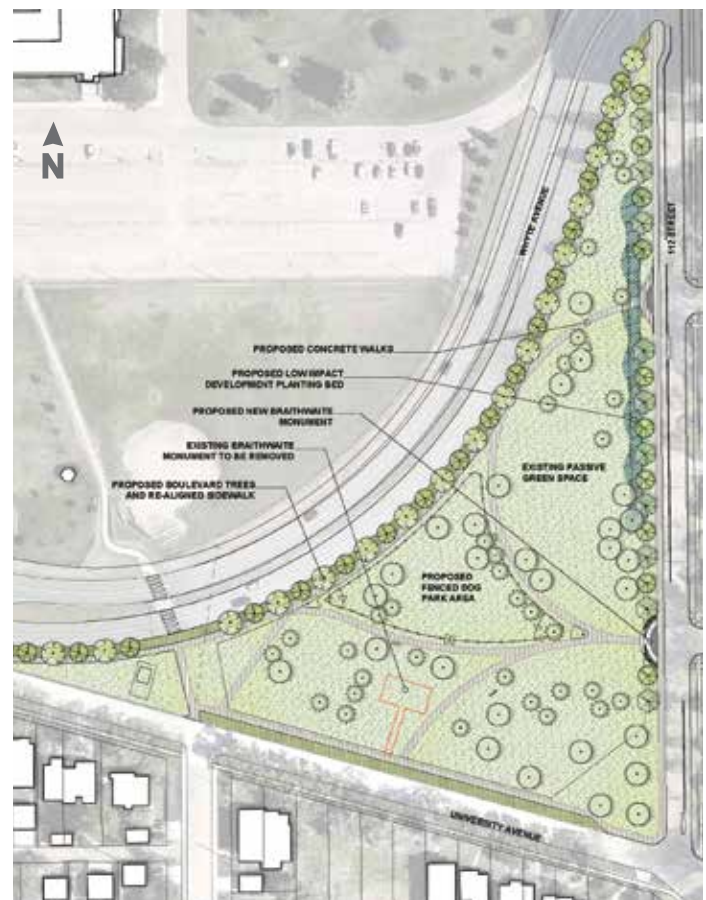 N
WHYTE AVENUE
112 STREET
PROPOSED CONCRETE WALKS
PROPOSED LOW IMPACT
DEVELOPMENT PLANTING BED
PROPOSED NEW BRAITHWAITE
MONUMENT
EXISTING BRAITHWAITE
MONUMENT TO BE REMOVED
PROPOSED BOULEVARD TREES
AND RE-ALIGNED SIDEWALK
EXISTING PASSIVE
GREEN SPACE
PROPOSED
FENCED DOG
PARK AREA
UNIVERSITY AVENUE